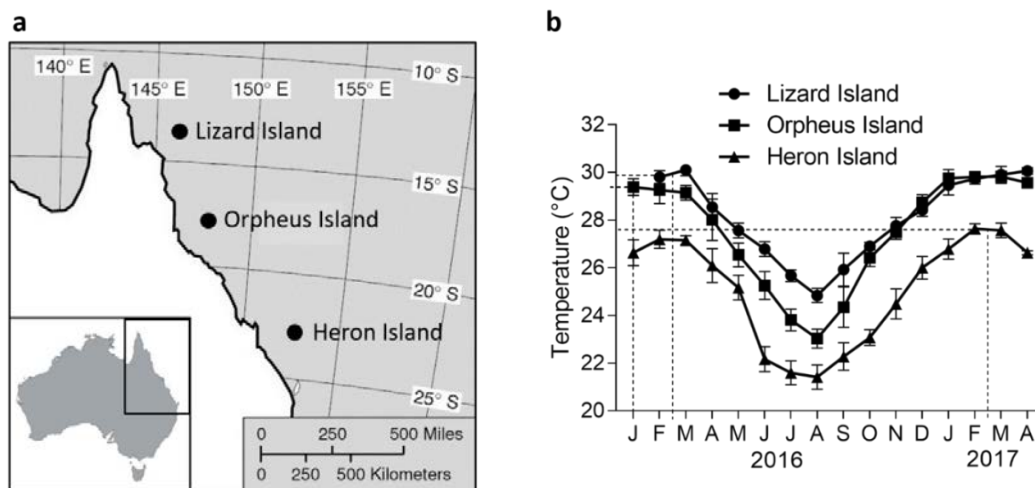 a
140° E
145° E
150° E
155° E
10° S
15° S
20° S
25° S
Lizard Island
Orpheus Island
Heron Island
0 250 500 Miles
0 250 500 Kilometers
b
Lizard Island
Orpheus Island
Heron Island
Temperature (°C)
32
30
28
26
24
22
20
J F M A M J J A S O N D J F M A
2016 2017